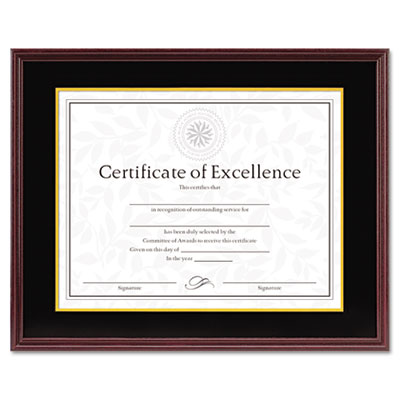 Certificate of Excellence
This certifies that
in recognition of outstanding service for
has been duly selected by the
Committee of Awards to receive this certificate
Given on this day of
In the year
Signature Signature